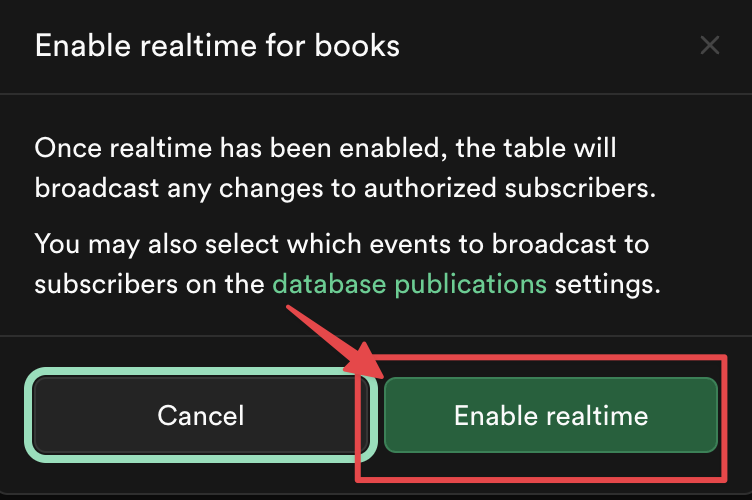 Enable realtime for books
Once realtime has been enabled, the table will
broadcast any changes to authorized subscribers.
You may also select which events to broadcast to
subscribers on the database publications settings.
Cancel
Enable realtime